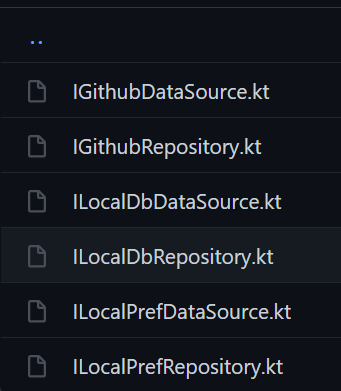 ..
IGithubDataSource.kt
IGithubRepository.kt
ILocalDbDataSource.kt
ILocalDbRepository.kt
ILocalPrefDataSource.kt
ILocalPrefRepository.kt